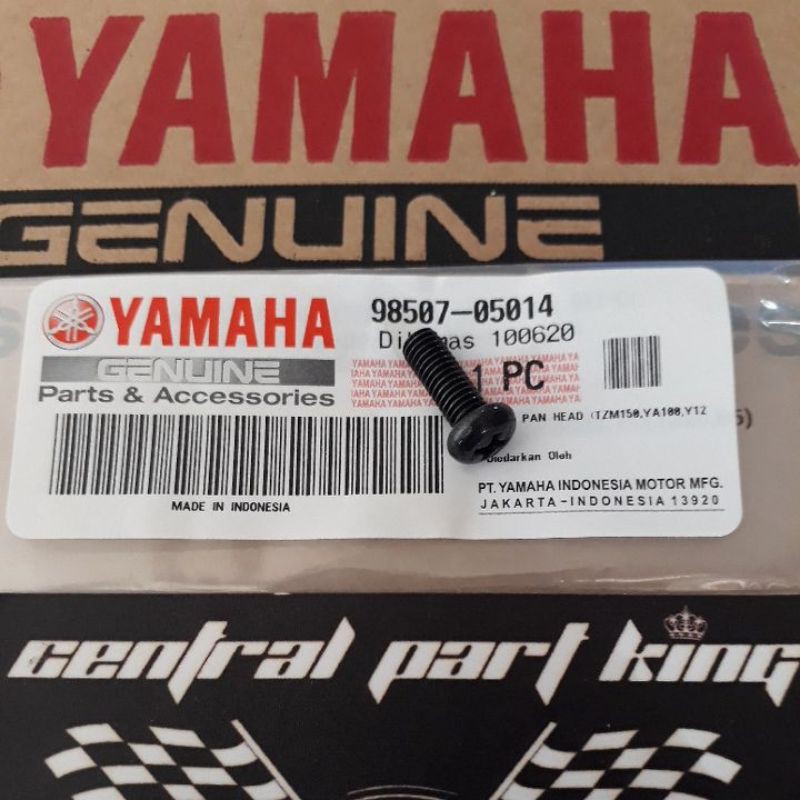 YAMAHA
GENUINE
YAMAHA
GENUINE
Parts & Accessories
MADE IN INDONESIA
98507-05014
100620
1 PC
PAN HEAD (TZM150,YA100,Y12
Diedarkan Oleh
PT. YAMAHA INDONESIA MOTOR MFG.
JAKARTA-INDONESIA 13920
central part king